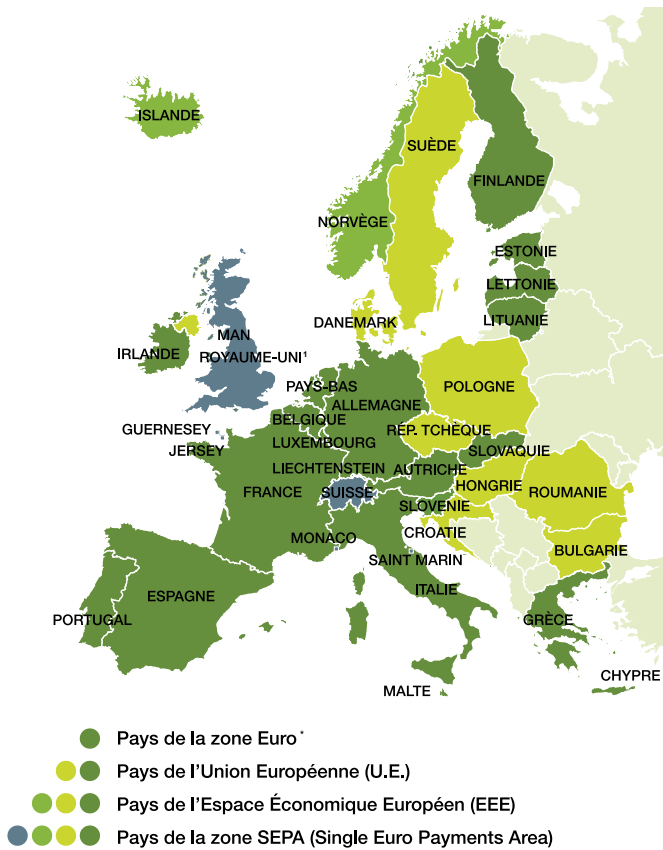 ISLANDE
SUÈDE
FINLANDE
NORVÈGE
ESTONIE
LETTONIE
LITUANIE
DANEMARK
MAN
IRLANDE
ROYAUME-UNI¹
PAYS-BAS
POLOGNE
ALLEMAGNE
BELGIQUE
GUERNESEY
RÉP. TCHÈQUE
LUXEMBOURG
JERSEY
SLOVAQUIE
LIECHTENSTEIN
AUTRICHE
HONGRIE
FRANCE
SUISSE
ROUMANIE
SLOVENIE
CROATIE
MONACO
BULGARIE
SAINT MARIN
ITALIE
ESPAGNE
PORTUGAL
GRÈCE
CHYPRE
MALTE
Pays de la zone Euro*
Pays de l'Union Européenne (U.E.)
Pays de l'Espace Économique Européen (EEE)
Pays de la zone SEPA (Single Euro Payments Area)